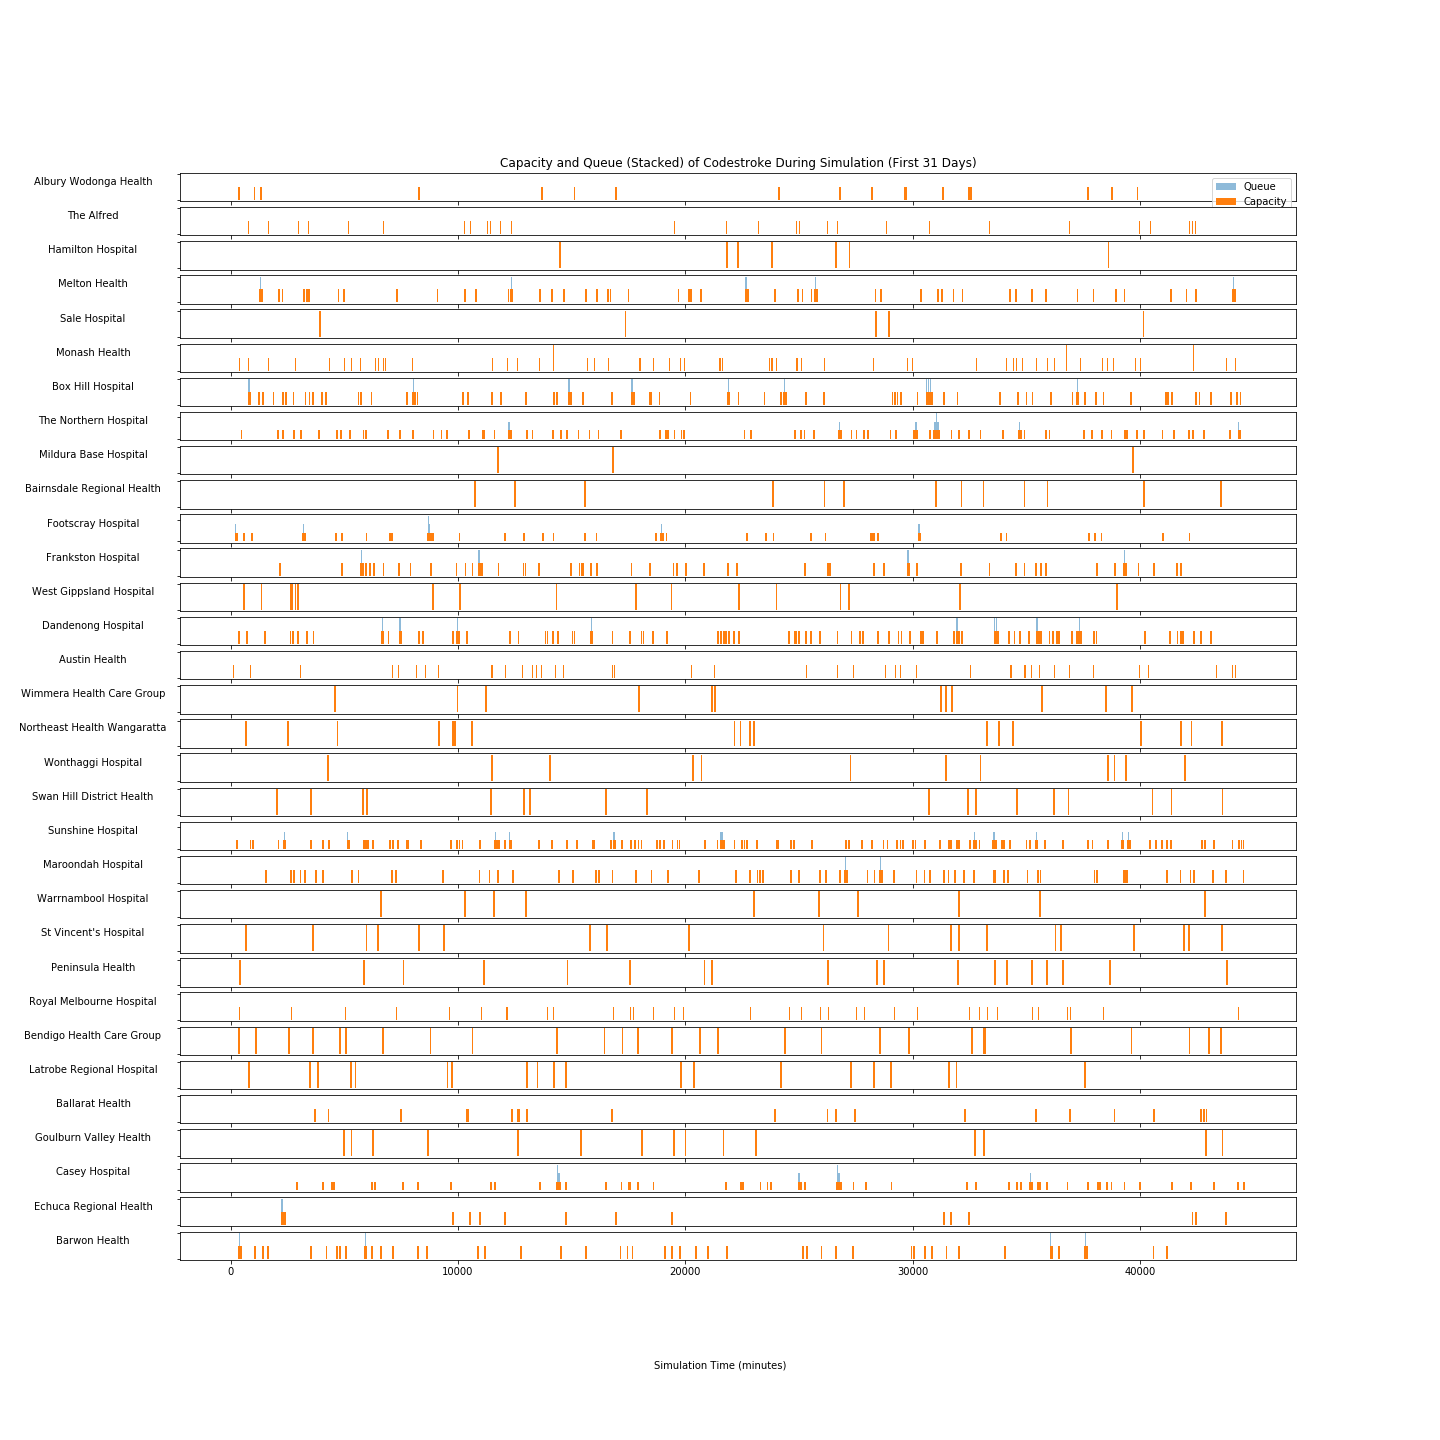 Capacity and Queue (Stacked) of Codestroke During Simulation (First 31 Days)
Albury Wodonga Health
Queue
Capacity
The Alfred
Hamilton Hospital
Melton Health
Sale Hospital
Monash Health
Box Hill Hospital
The Northern Hospital
Mildura Base Hospital
Bairnsdale Regional Health
Footscray Hospital
Frankston Hospital
West Gippsland Hospital
Dandenong Hospital
Austin Health
Wimmera Health Care Group
Northeast Health Wangaratta
Wonthaggi Hospital
Swan Hill District Health
Sunshine Hospital
Maroondah Hospital
Warrnambool Hospital
St Vincent's Hospital
Peninsula Health
Royal Melbourne Hospital
Bendigo Health Care Group
Latrobe Regional Hospital
Ballarat Health
Goulburn Valley Health
Casey Hospital
Echuca Regional Health
Barwon Health
0 10000 20000 30000 40000
Simulation Time (minutes)